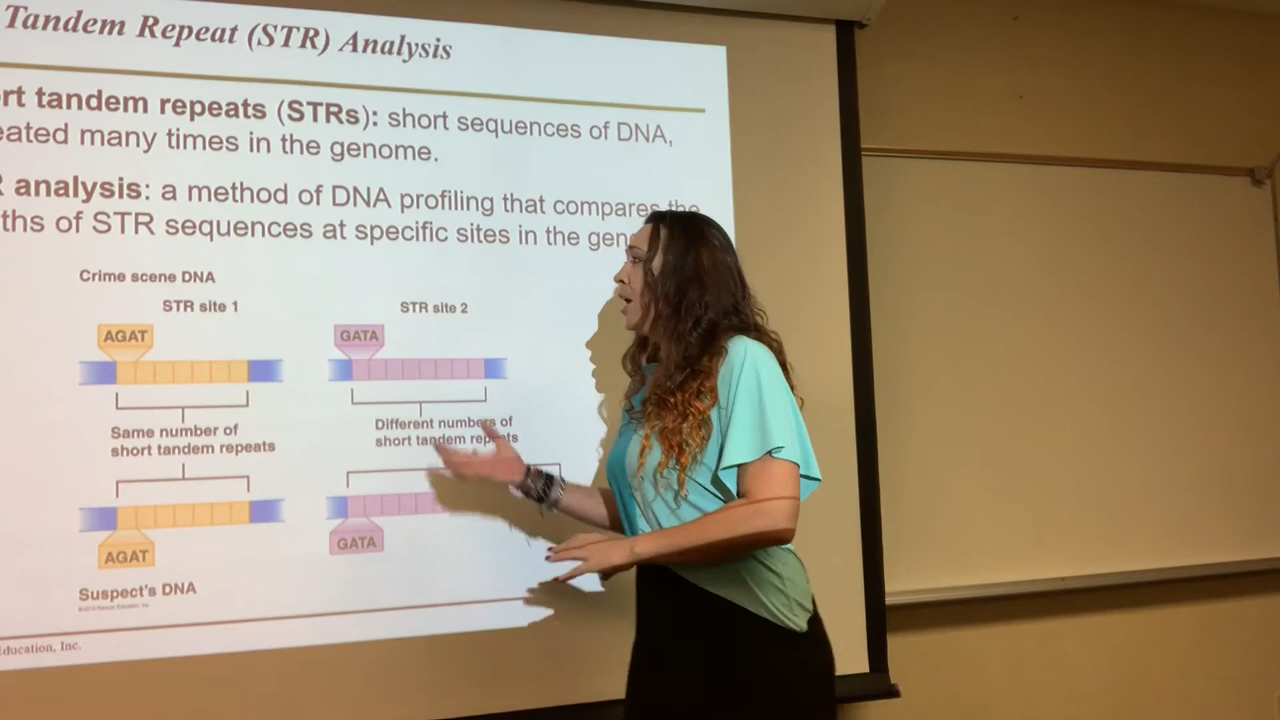 Tandem Repeat (STR) Analysis
rt tandem repeats (STRs): short sequences of DNA,
eated many times in the genome.
analysis: a method of DNA profiling that compares the
ths of STR sequences at specific sites in the gen
Crime scene DNA
STR site 1
STR site 2
AGAT
GATA
Same number of
short tandem repeats
Different numbers of
short tandem repeats
AGAT
GATA
Suspect's DNA
ducation, Inc.